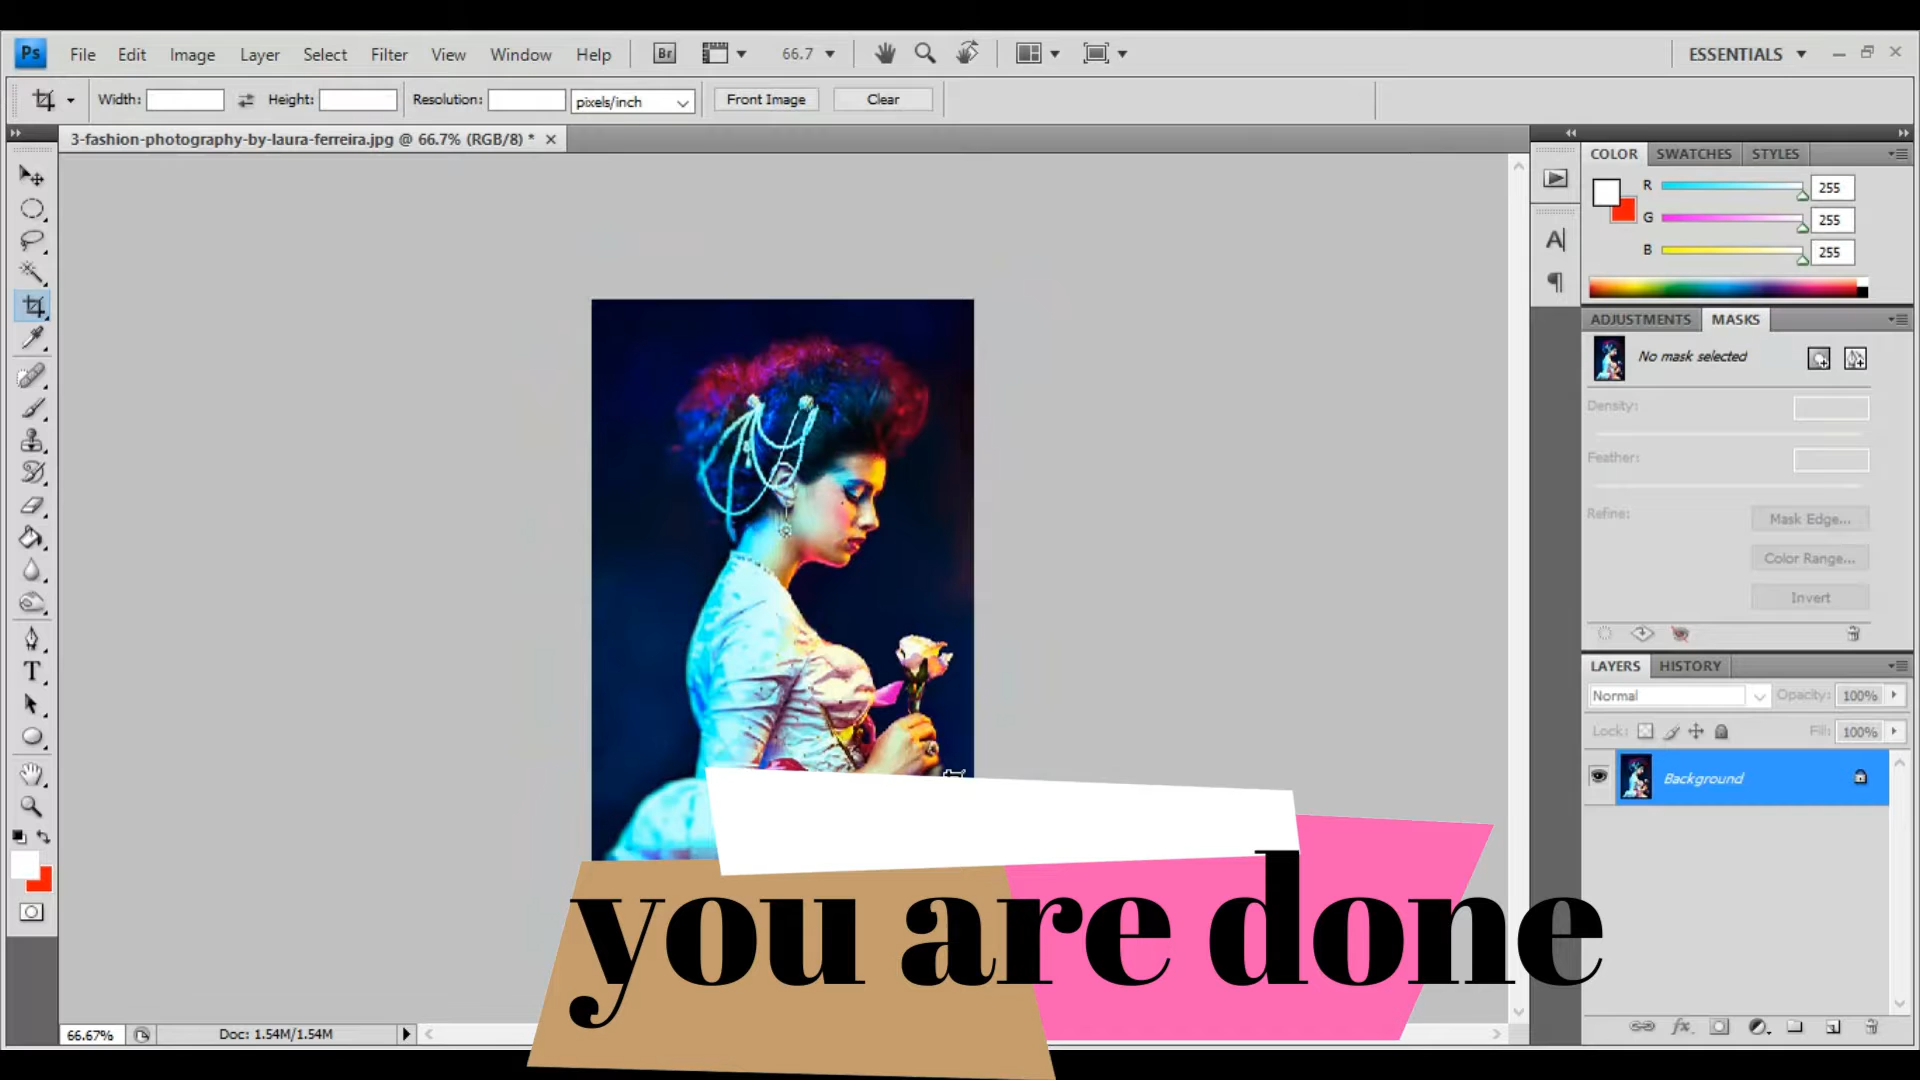 Ps File Edit Image Layer Select Filter View Window Help Br 66.7 ESSENTIALS
Width: Height: Resolution: pixels/inch Front Image Clear
3-fashion-photography-by-laura-ferreira.jpg @ 66.7% (RGB/8) *
COLOR SWATCHES STYLES
R 255
G 255
B 255
ADJUSTMENTS MASKS
No mask selected
Density:
Feather:
Refine: Mask Edge...
Color Range...
Invert
LAYERS HISTORY
Normal Opacity: 100%
Lock: Fill: 100%
Background
you are done
66.67% Doc: 1.54M/1.54M